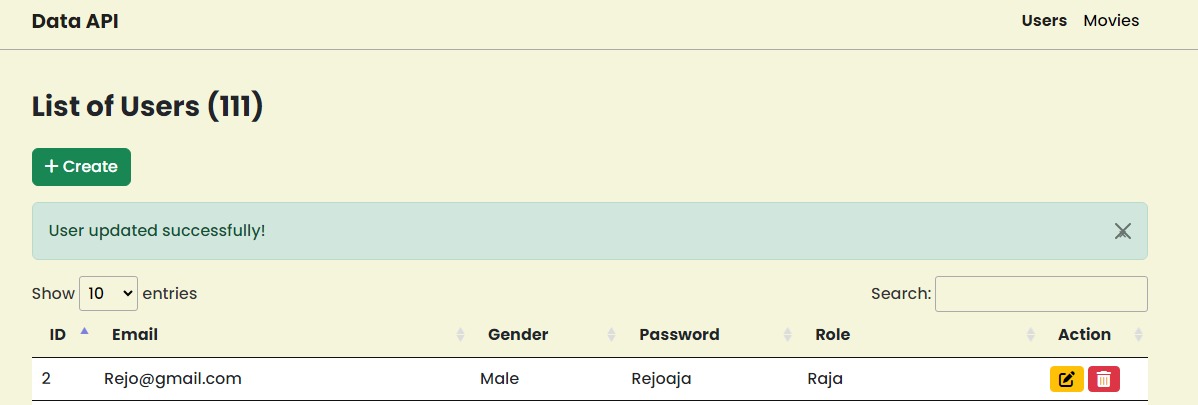 Data API Users Movies
List of Users (111)
+ Create
User updated successfully!
Show 10 entries Search:
ID Email Gender Password Role Action
2 Rejo@gmail.com Male Rejoaja Raja